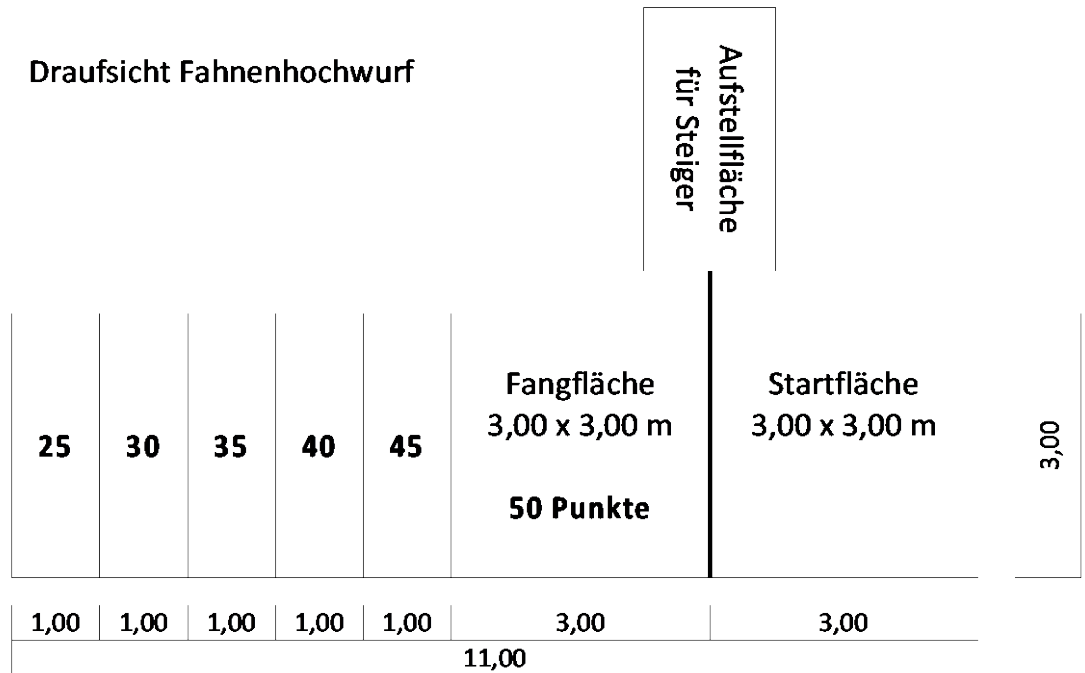 Draufsicht Fahnenhochwurf
Aufstellfläche
für Steiger
25
30
35
40
45
Fangfläche
3,00 x 3,00 m
50 Punkte
Startfläche
3,00 x 3,00 m
3,00
1,00
1,00
1,00
1,00
1,00
3,00
3,00
11,00